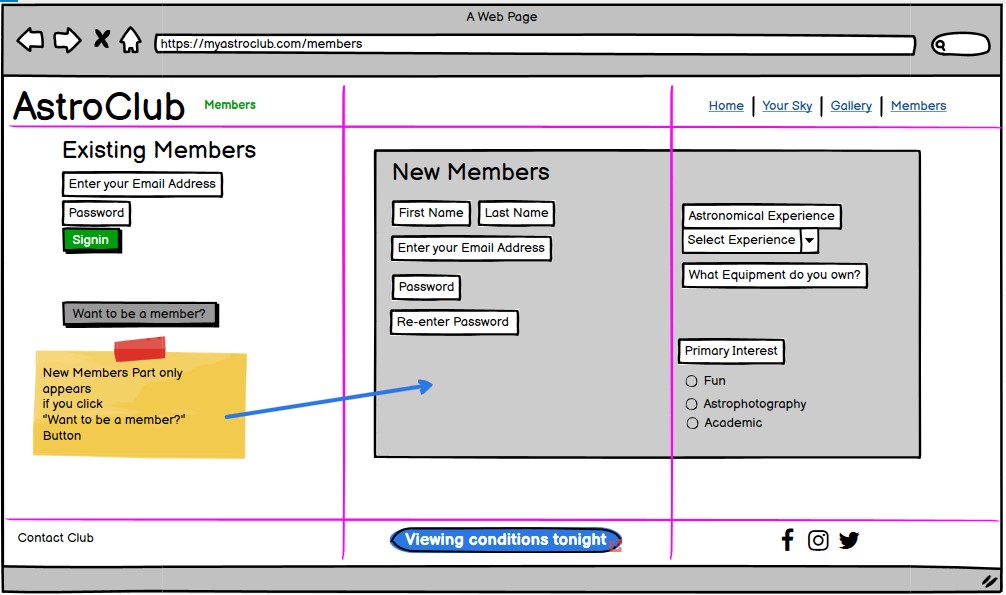 A Web Page
https://myastroclub.com/members
AstroClub Members
Home Your Sky Gallery Members
Existing Members
Enter your Email Address
Password
Signin
Want to be a member?
New Members Part only
appears
if you click
"Want to be a member?"
Button
New Members
First Name Last Name
Enter your Email Address
Password
Re-enter Password
Astronomical Experience
Select Experience
What Equipment do you own?
Primary Interest
Fun
Astrophotography
Academic
Contact Club
Viewing conditions tonight